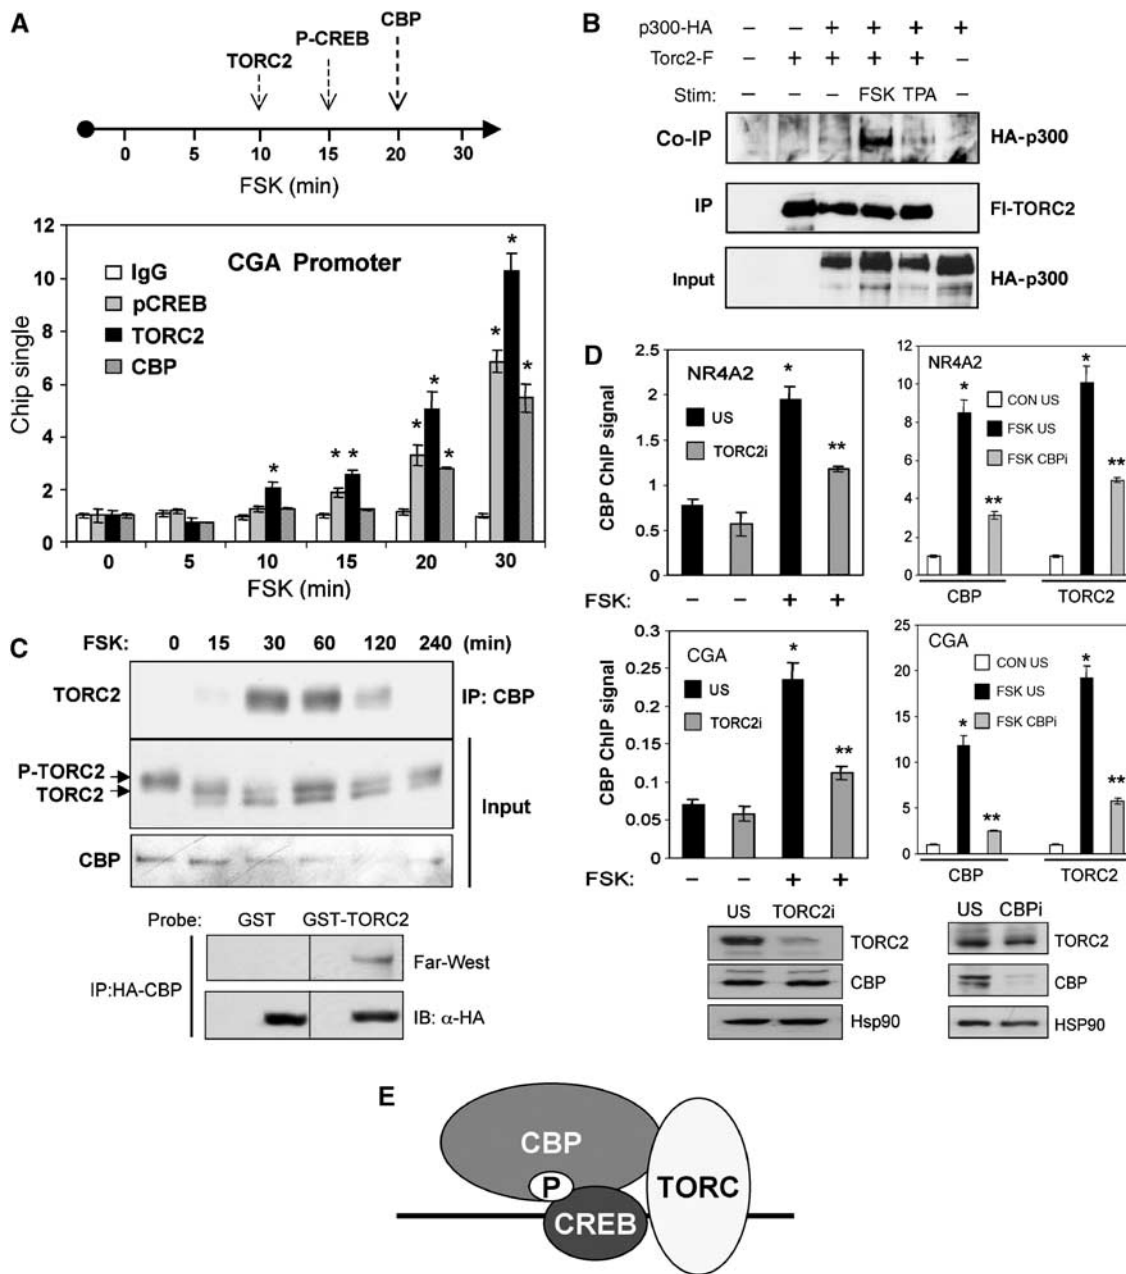 A
TORC2
P-CREB
CBP
0 5 10 15 20 30
FSK (min)
Chip single
12
10
8
6
4
2
0
CGA Promoter
IgG
pCREB
TORC2
CBP
* * * * * * * * * *
0 5 10 15 20 30
FSK (min)
B
p300-HA – – + + + +
Torc2-F – + + + + –
Stim: – – – FSK TPA –
Co-IP HA-p300
IP Fl-TORC2
Input HA-p300
C
FSK: 0 15 30 60 120 240 (min)
TORC2 IP: CBP
P-TORC2
TORC2
Input
CBP
Probe: GST GST-TORC2
IP:HA-CBP
Far-West
IB: α-HA
D
CBP ChIP signal
2.5
2
1.5
1
0.5
0
NR4A2
US
TORC2i
*
**
FSK: – – + +
12
10
8
6
4
2
0
NR4A2
CON US
FSK US
FSK CBPi
* ** * **
CBP TORC2
CBP ChIP signal
0.3
0.25
0.2
0.15
0.1
0.05
0
CGA
US
TORC2i
*
**
FSK: – – + +
25
20
15
10
5
0
CGA
CON US
FSK US
FSK CBPi
* ** * **
CBP TORC2
US TORC2i
TORC2
CBP
Hsp90
US CBPi
TORC2
CBP
HSP90
E
CBP
P
CREB
TORC